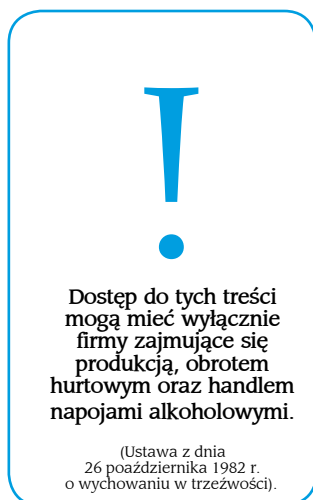 !
Dostęp do tych treści
mogą mieć wyłącznie
firmy zajmujące się
produkcją, obrotem
hurtowym oraz handlem
napojami alkoholowymi.
(Ustawa z dnia
26 poaździernika 1982 r.
o wychowaniu w trzeźwości).